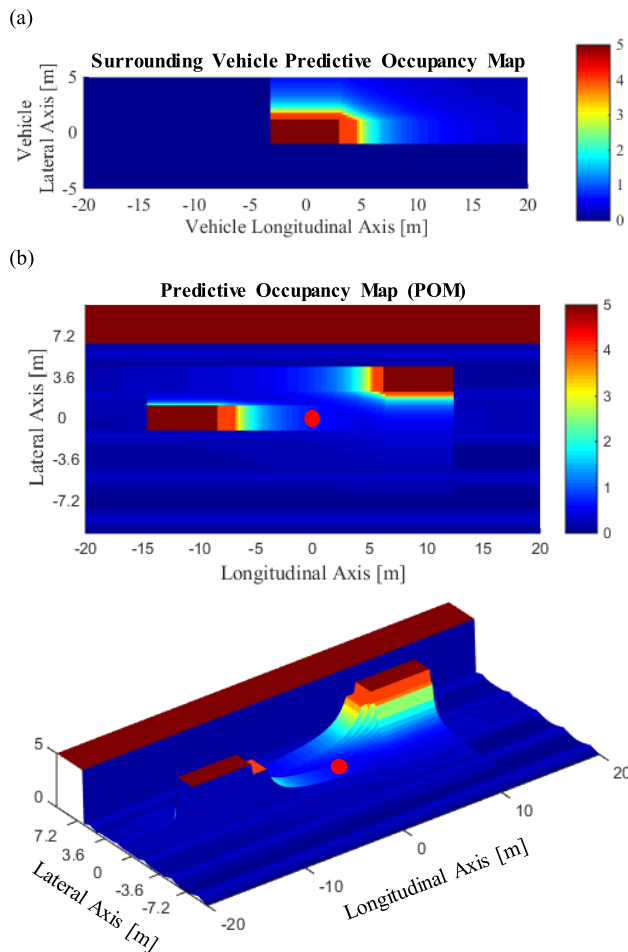 (a)
Surrounding Vehicle Predictive Occupancy Map
Vehicle
Lateral Axis [m]
5
0
-5
-20 -15 -10 -5 0 5 10 15 20
Vehicle Longitudinal Axis [m]
5
4
3
2
1
0
(b)
Predictive Occupancy Map (POM)
Lateral Axis [m]
7.2
3.6
0
-3.6
-7.2
-20 -15 -10 -5 0 5 10 15 20
Longitudinal Axis [m]
5
4
3
2
1
0
5
0
7.2
3.6
0
-3.6
-7.2
Lateral Axis [m]
-20
-10
0
10
20
Longitudinal Axis [m]